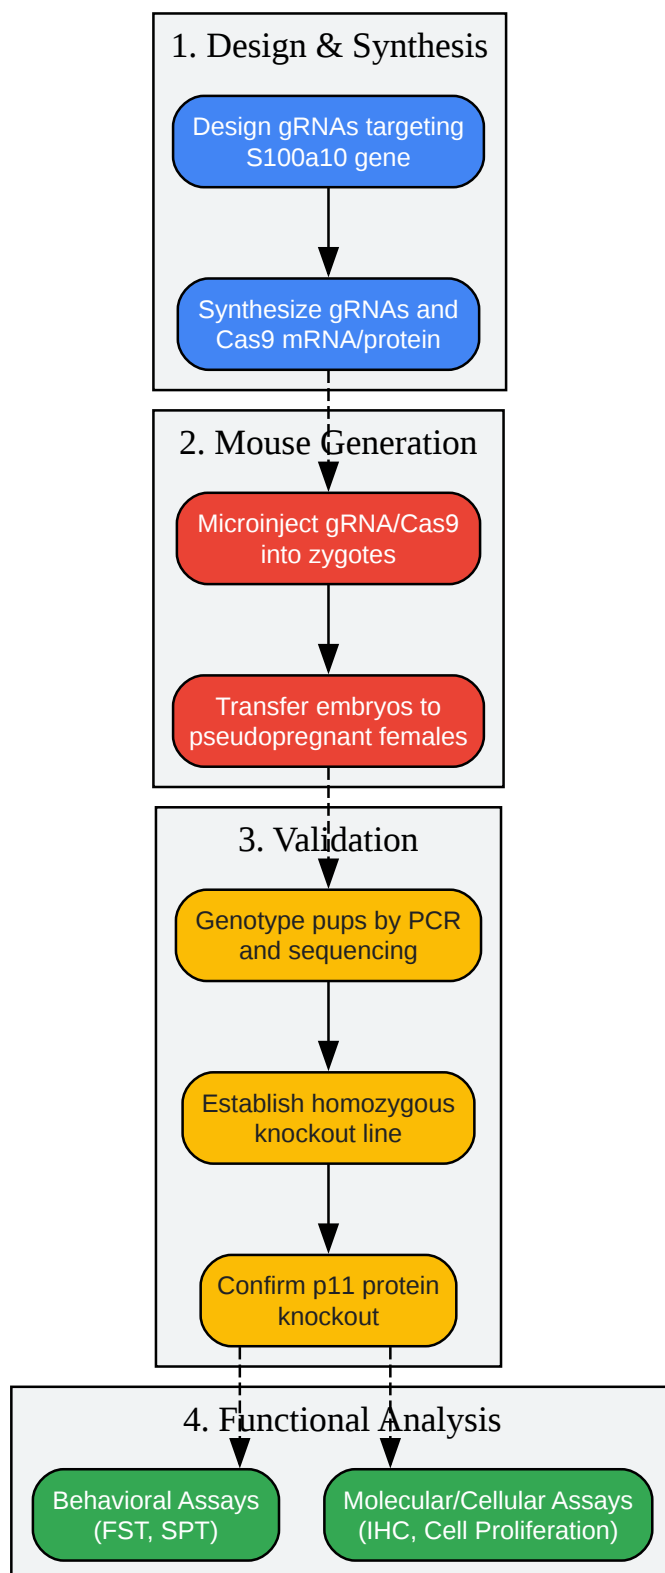 1. Design & Synthesis
Design gRNAs targeting
S100a10 gene
Synthesize gRNAs and
Cas9 mRNA/protein
2. Mouse Generation
Microinject gRNA/Cas9
into zygotes
Transfer embryos to
pseudopregnant females
3. Validation
Genotype pups by PCR
and sequencing
Establish homozygous
knockout line
Confirm p11 protein
knockout
4. Functional Analysis
Behavioral Assays
(FST, SPT)
Molecular/Cellular Assays
(IHC, Cell Proliferation)